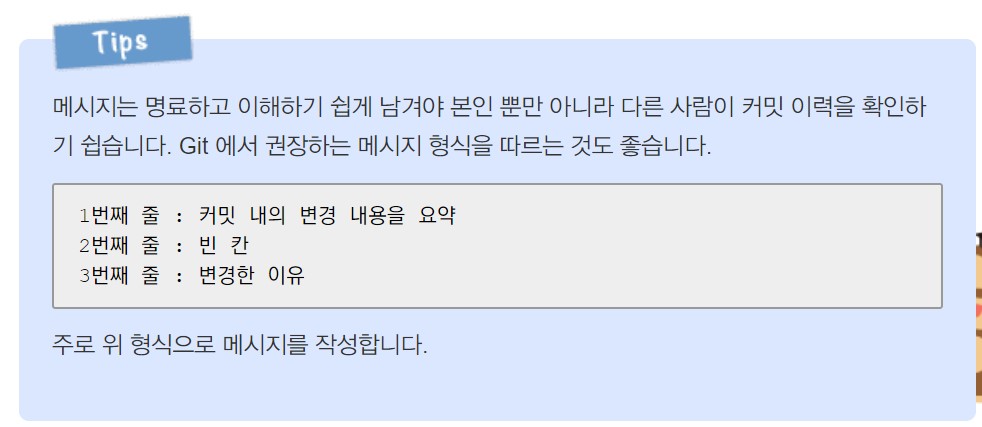 Tips
메시지는 명료하고 이해하기 쉽게 남겨야 본인 뿐만 아니라 다른 사람이 커밋 이력을 확인하
기 쉽습니다. Git 에서 권장하는 메시지 형식을 따르는 것도 좋습니다.
1번째 줄 : 커밋 내의 변경 내용을 요약
2번째 줄 : 빈 칸
3번째 줄 : 변경한 이유
주로 위 형식으로 메시지를 작성합니다.